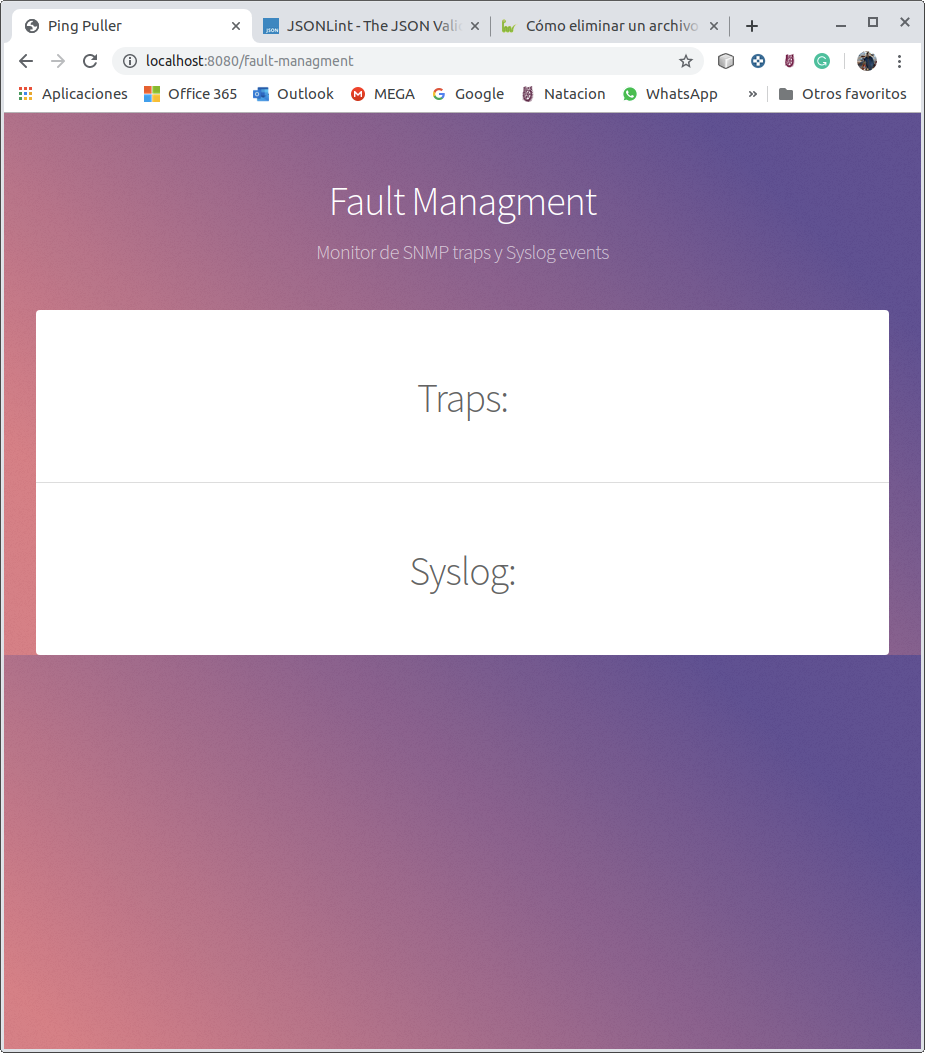 Ping Puller
JSONLint - The JSON Vali
Cómo eliminar un archivo
localhost:8080/fault-managment
Aplicaciones
Office 365
Outlook
MEGA
Google
Natacion
WhatsApp
»
Otros favoritos
Fault Managment
Monitor de SNMP traps y Syslog events
Traps:
Syslog: